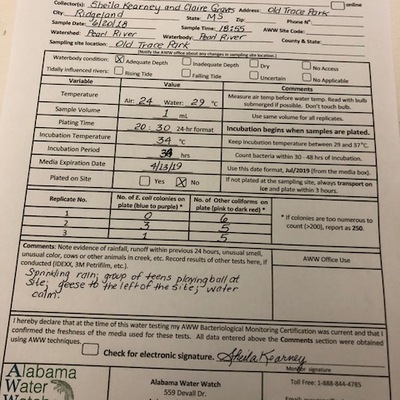 Collector(s): Sheila Kearney and Claire Graves Address: Old Trace Park online
City: Ridgeland State: MS Zip: Phone N°:
Sample Date: 6/20/18 Sample Time: 18:55 AWW Site Code:
Watershed: Pearl River Waterbody: Pearl River County & State:
Sampling site location: Old Trace Park
(Notify the AWW office about any changes in sampling site location.)
Waterbody condition: X Adequate Depth Inadequate Depth Dry No Access
Tidally influenced rivers: Rising Tide Falling Tide Uncertain No Applicable
Variable Value Comments
Temperature Air: 24 Water: 29 °C Measure air temp before water temp. Read with bulb submerged if possible. Don't touch bulb.
Sample Volume 1 mL Use same volume for all replicates.
Plating Time 20:30 24-hr format Incubation begins when samples are plated.
Incubation Temperature 34 °C Keep incubation temperature between 29 and 37°C.
Incubation Period hrs Count bacteria within 30 - 48 hrs of incubation.
Media Expiration Date 4/13/19 Use this date format, Jul/2019 (from the media box).
Plated on Site Yes X No If not plated at the sampling site, always transport on ice and plate within 3 hours.
Replicate No. No. of E. coli colonies on plate (blue to purple) * No. of Other coliforms on plate (pink to dark red) *
1 0 6
2 3 5
3 1 5
* If colonies are too numerous to count (>200), report as 250.
Comments: Note evidence of rainfall, runoff within previous 24 hours, unusual smell, unusual color, cows or other animals in creek, etc. Record results of other tests here, if conducted (IDEXX, 3M Petrifilm, etc.).
AWW Office Use
Sprinkling rain; group of teens playing ball at
site; geese to the left of the site; water
calm.
I hereby declare that at the time of this water testing my AWW Bacteriological Monitoring Certification was current and that I
confirmed the freshness of the media used for these tests. All data entered above the Comments section were obtained
using AWW techniques.
Check for electronic signature. Sheila Kearney
Monitor signature
Alabama
Water
Watch
Alabama Water Watch
559 Devall Dr.
Toll Free: 1-888-844-4785